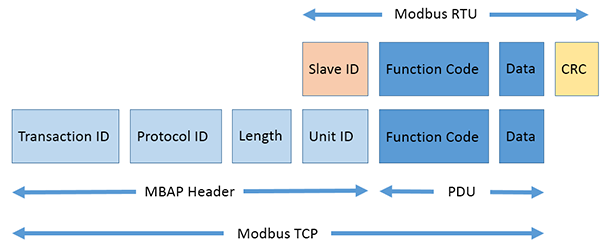 Modbus RTU
Slave ID Function Code Data CRC
Transaction ID Protocol ID Length Unit ID Function Code Data
MBAP Header PDU
Modbus TCP